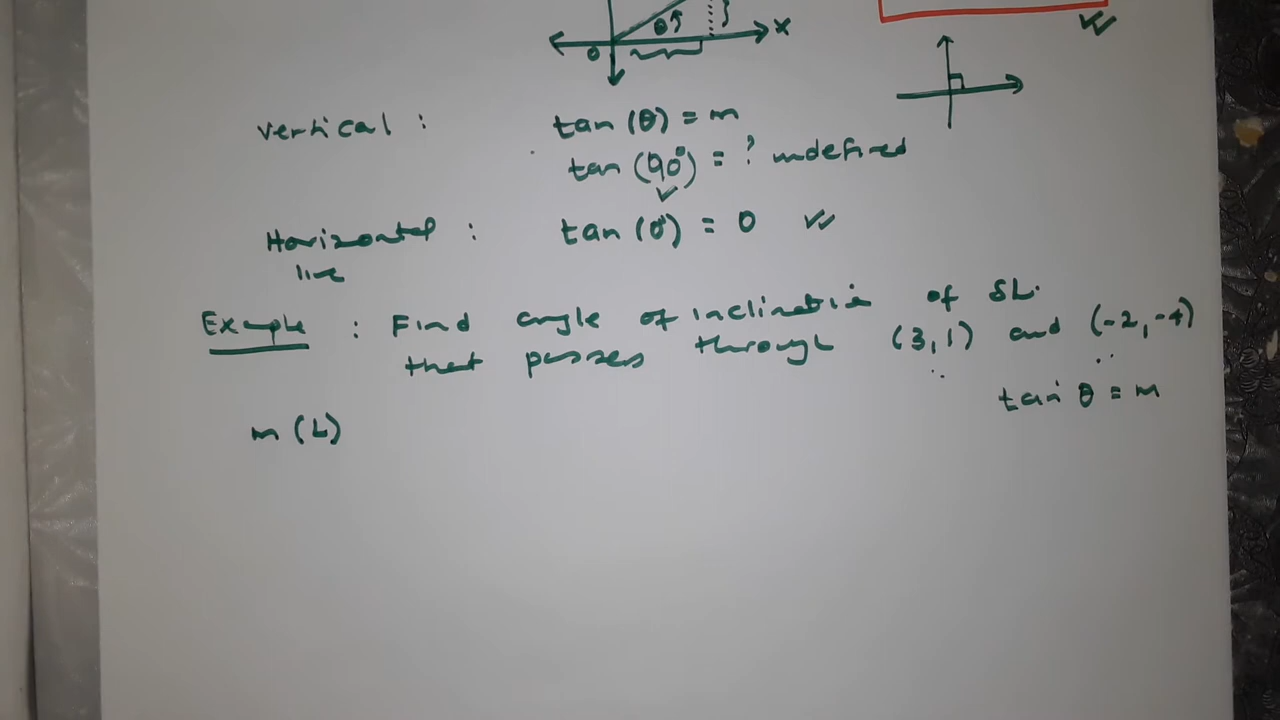 θ
x
0
vertical : tan (θ) = m
tan (90°) = ? undefined
Horizontal : tan (0°) = 0
line
Example : Find angle of inclination of SL.
that passes through (3,1) and (-2,-4)
tan θ = m
m (L)